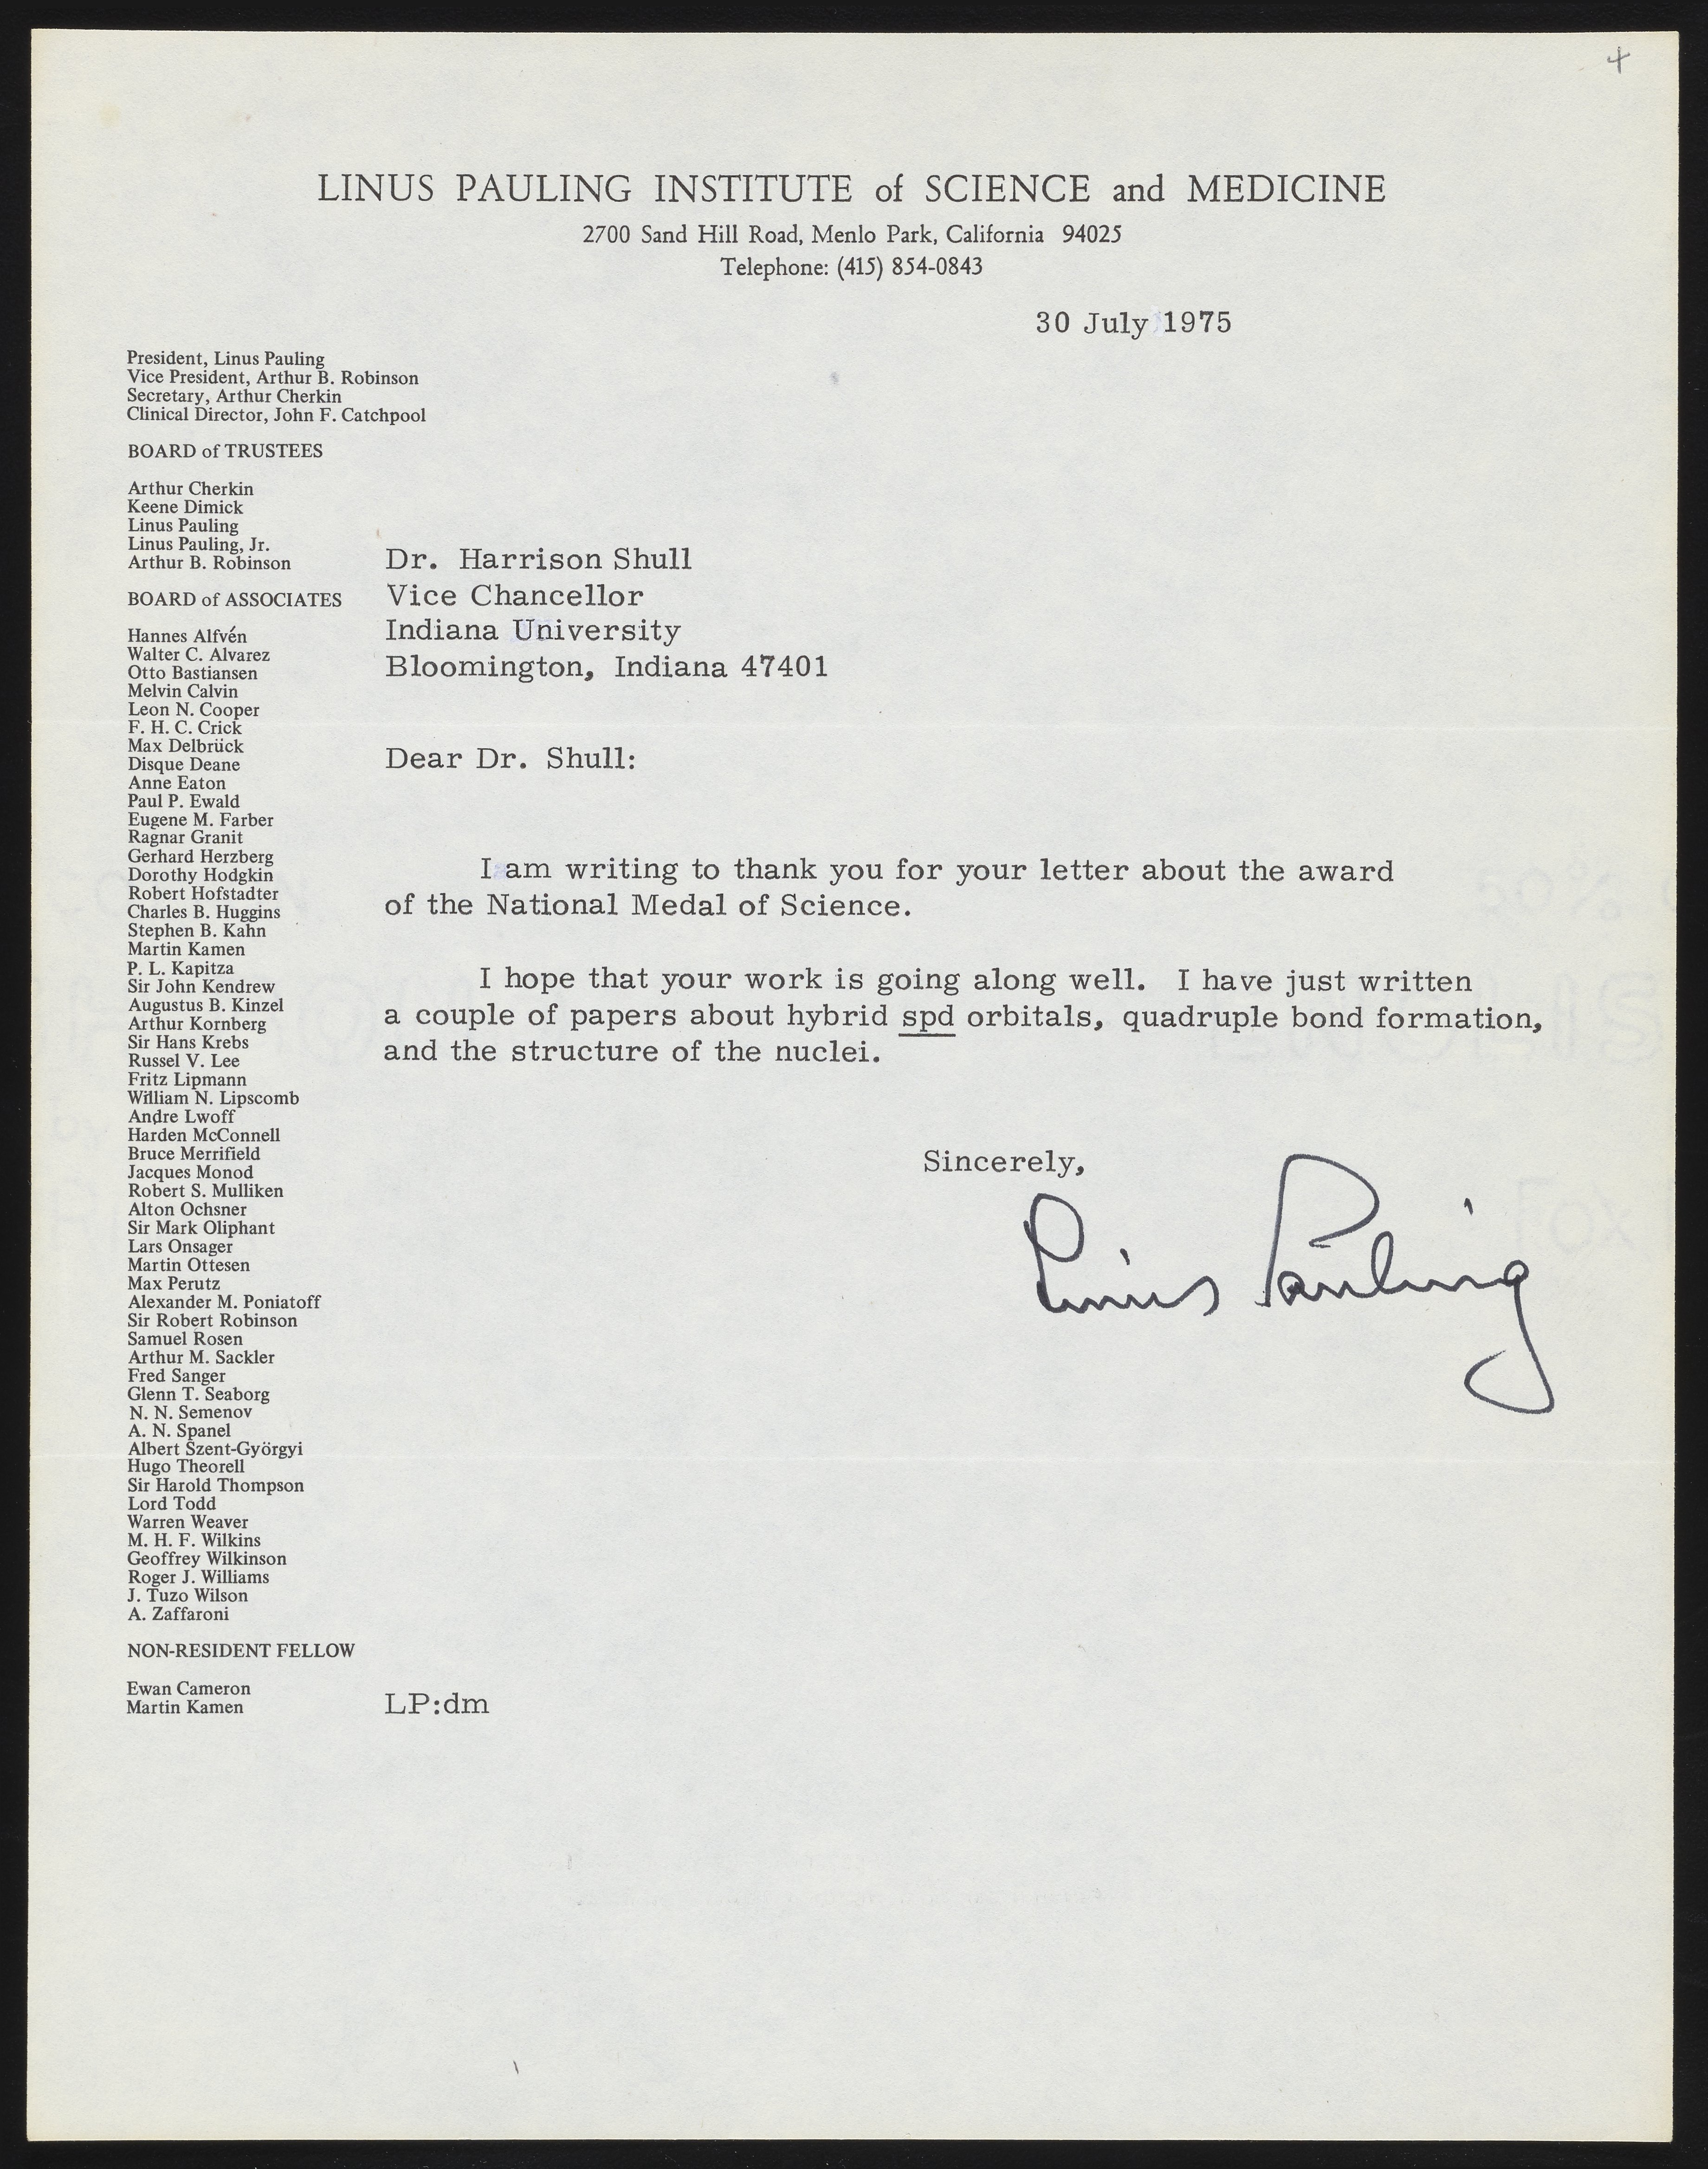 +
LINUS PAULING INSTITUTE of SCIENCE and MEDICINE
2700 Sand Hill Road, Menlo Park, California 94025
Telephone: (415) 854-0843
30 July 1975
President, Linus Pauling
Vice President, Arthur B. Robinson
Secretary, Arthur Cherkin
Clinical Director, John F. Catchpool
BOARD of TRUSTEES
Arthur Cherkin
Keene Dimick
Linus Pauling
Linus Pauling, Jr.
Arthur B. Robinson
BOARD of ASSOCIATES
Hannes Alfvén
Walter C. Alvarez
Otto Bastiansen
Melvin Calvin
Leon N. Cooper
F. H. C. Crick
Max Delbrück
Disque Deane
Anne Eaton
Paul P. Ewald
Eugene M. Farber
Ragnar Granit
Gerhard Herzberg
Dorothy Hodgkin
Robert Hofstadter
Charles B. Huggins
Stephen B. Kahn
Martin Kamen
P. L. Kapitza
Sir John Kendrew
Augustus B. Kinzel
Arthur Kornberg
Sir Hans Krebs
Russel V. Lee
Fritz Lipmann
William N. Lipscomb
Andre Lwoff
Harden McConnell
Bruce Merrifield
Jacques Monod
Robert S. Mulliken
Alton Ochsner
Sir Mark Oliphant
Lars Onsager
Martin Ottesen
Max Perutz
Alexander M. Poniatoff
Sir Robert Robinson
Samuel Rosen
Arthur M. Sackler
Fred Sanger
Glenn T. Seaborg
N. N. Semenov
A. N. Spanel
Albert Szent-Györgyi
Hugo Theorell
Sir Harold Thompson
Lord Todd
Warren Weaver
M. H. F. Wilkins
Geoffrey Wilkinson
Roger J. Williams
J. Tuzo Wilson
A. Zaffaroni
NON-RESIDENT FELLOW
Ewan Cameron
Martin Kamen
Dr. Harrison Shull
Vice Chancellor
Indiana University
Bloomington, Indiana 47401
Dear Dr. Shull:
I am writing to thank you for your letter about the award
of the National Medal of Science.
I hope that your work is going along well. I have just written
a couple of papers about hybrid spd orbitals, quadruple bond formation,
and the structure of the nuclei.
Sincerely,
Linus Pauling
LP:dm